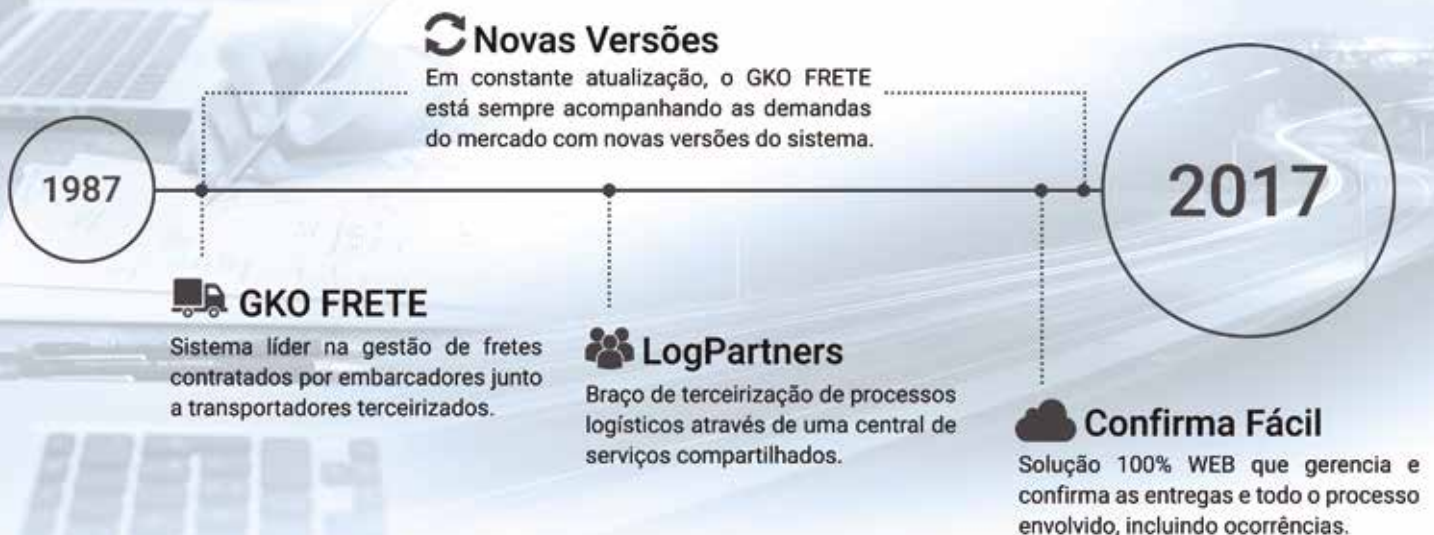 Novas Versões
Em constante atualização, o GKO FRETE
está sempre acompanhando as demandas
do mercado com novas versões do sistema.
1987
2017
GKO FRETE
Sistema líder na gestão de fretes
contratados por embarcadores junto
a transportadores terceirizados.
LogPartners
Braço de terceirização de processos
logísticos através de uma central de
serviços compartilhados.
Confirma Fácil
Solução 100% WEB que gerencia e
confirma as entregas e todo o processo
envolvido, incluindo ocorrências.